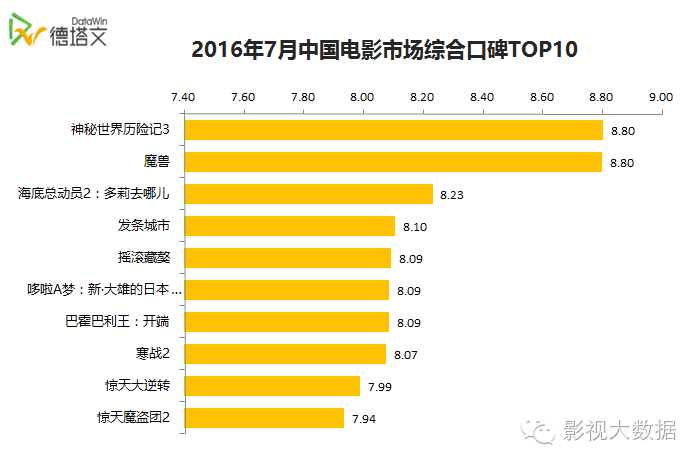 DataWin
德塔文
2016年7月中国电影市场综合口碑TOP10
7.40 7.60 7.80 8.00 8.20 8.40 8.60 8.80 9.00
神秘世界历险记3 8.80
魔兽 8.80
海底总动员2：多莉去哪儿 8.23
发条城市 8.10
摇滚藏獒 8.09
哆啦A梦：新·大雄的日本 ... 8.09
巴霍巴利王：开端 8.09
寒战2 8.07
惊天大逆转 7.99
惊天魔盗团2 7.94
影视大数据